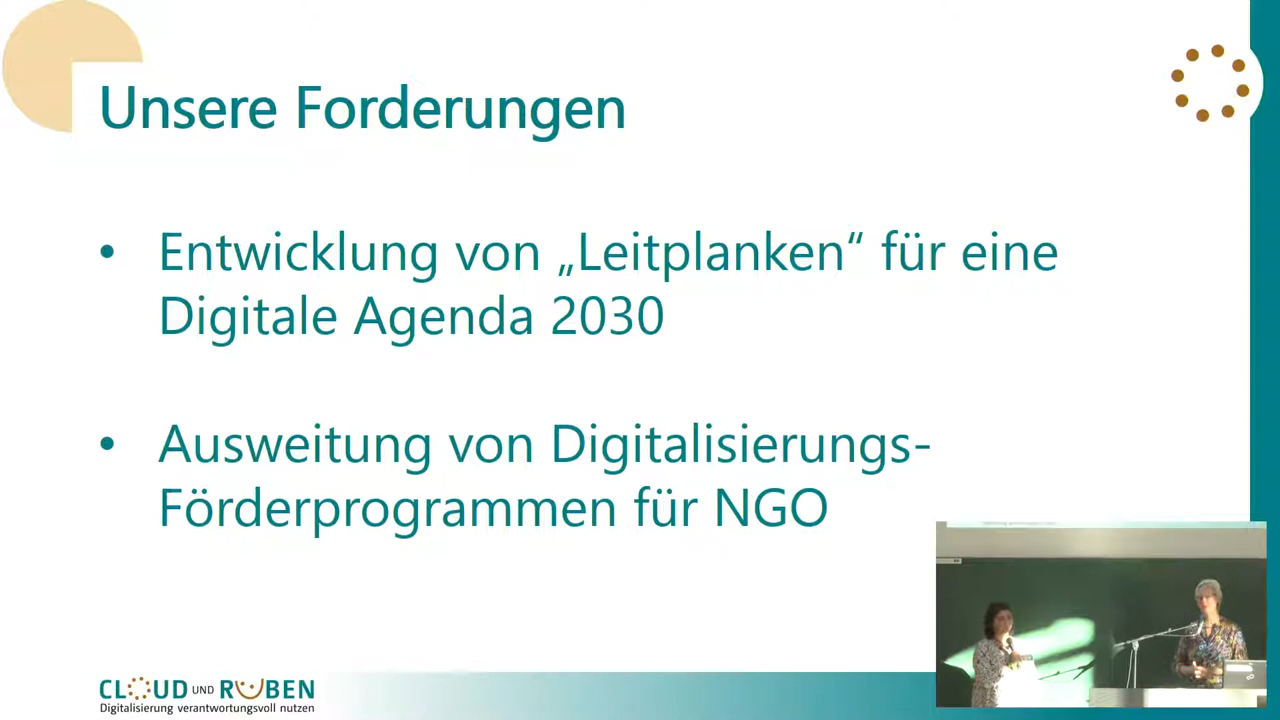 Unsere Forderungen
• Entwicklung von „Leitplanken“ für eine
Digitale Agenda 2030
• Ausweitung von Digitalisierungs-
Förderprogrammen für NGO
CLOUD UND RÜBEN
Digitalisierung verantwortungsvoll nutzen